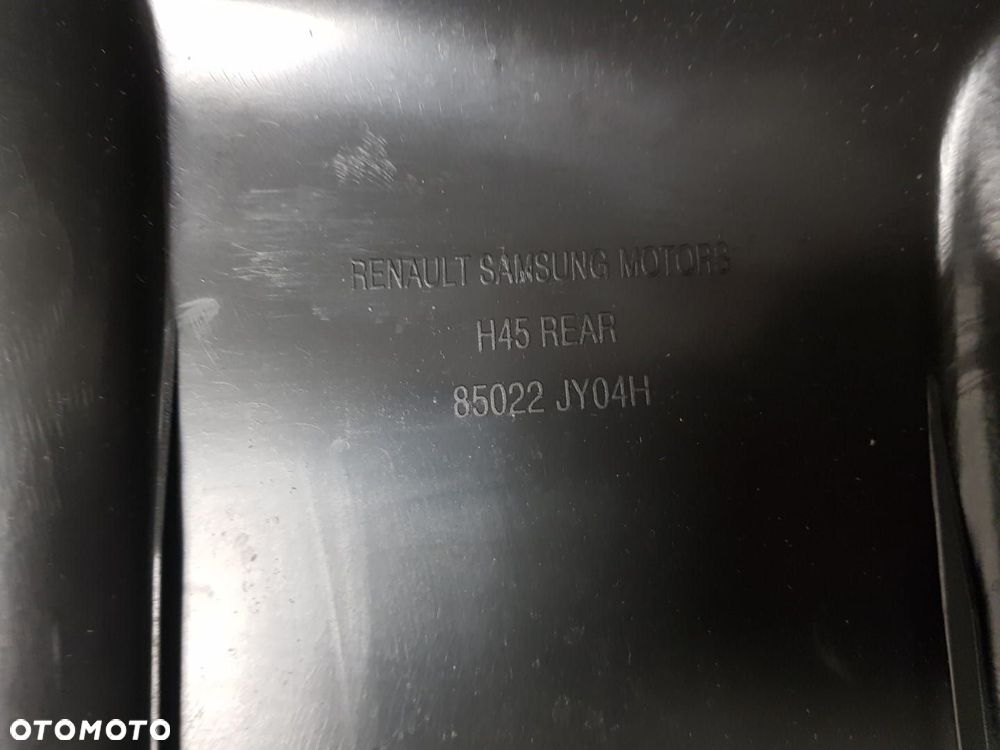 RENAULT SAMSUNG MOTORS
H45 REAR
85022 JY04H
OTOMOTO